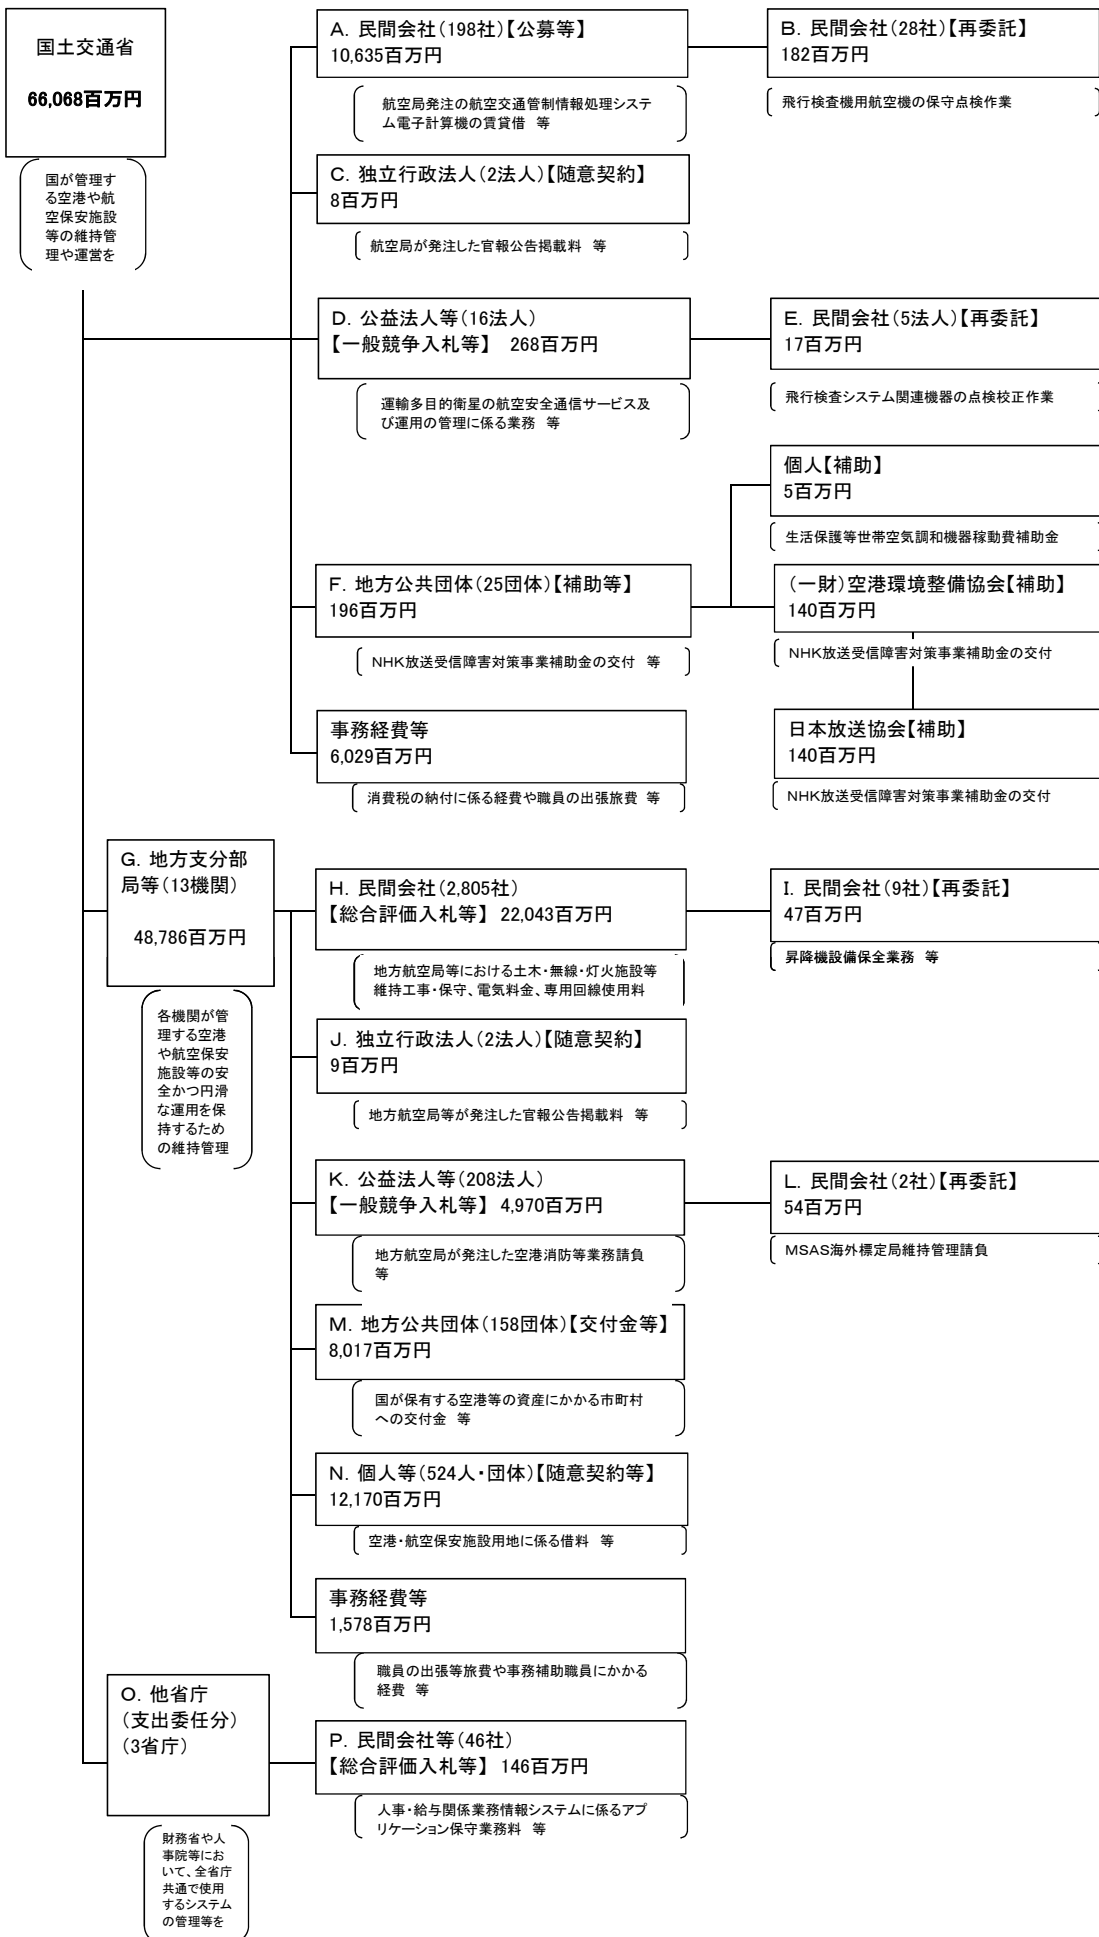 国土交通省
66,068百万円
国が管理す
る空港や航
空保安施設
等の維持管
理や運営を
A．民間会社（198社）【公募等】
10,635百万円
航空局発注の航空交通管制情報処理システ
ム電子計算機の賃貸借　等
B．民間会社（28社）【再委託】
182百万円
飛行検査機用航空機の保守点検作業
C．独立行政法人（2法人）【随意契約】
8百万円
航空局が発注した官報公告掲載料　等
D．公益法人等（16法人）
【一般競争入札等】　268百万円
運輸多目的衛星の航空安全通信サービス及
び運用の管理に係る業務　等
E．民間会社（5法人）【再委託】
17百万円
飛行検査システム関連機器の点検校正作業
個人【補助】
5百万円
生活保護等世帯空気調和機器稼動費補助金
F．地方公共団体（25団体）【補助等】
196百万円
NHK放送受信障害対策事業補助金の交付　等
（一財）空港環境整備協会【補助】
140百万円
NHK放送受信障害対策事業補助金の交付
事務経費等
6,029百万円
消費税の納付に係る経費や職員の出張旅費　等
日本放送協会【補助】
140百万円
NHK放送受信障害対策事業補助金の交付
G．地方支分部
局等（13機関）
48,786百万円
各機関が管
理する空港
や航空保安
施設等の安
全かつ円滑
な運用を保
持するため
の維持管理
H．民間会社（2,805社）
【総合評価入札等】　22,043百万円
地方航空局等における土木・無線・灯火施設等
維持工事・保守、電気料金、専用回線使用料
I．民間会社（9社）【再委託】
47百万円
昇降機設備保全業務　等
J．独立行政法人（2法人）【随意契約】
9百万円
地方航空局等が発注した官報公告掲載料　等
K．公益法人等（208法人）
【一般競争入札等】　4,970百万円
地方航空局が発注した空港消防等業務請負
等
L．民間会社（2社）【再委託】
54百万円
MSAS海外標定局維持管理請負
M．地方公共団体（158団体）【交付金等】
8,017百万円
国が保有する空港等の資産にかかる市町村
への交付金　等
N．個人等（524人・団体）【随意契約等】
12,170百万円
空港・航空保安施設用地に係る借料　等
事務経費等
1,578百万円
職員の出張等旅費や事務補助職員にかかる
経費　等
O．他省庁
（支出委任分）
（3省庁）
財務省や人
事院等にお
いて、全省庁
共通で使用
するシステム
の管理等を
P．民間会社等（46社）
【総合評価入札等】　146百万円
人事・給与関係業務情報システムに係るアプ
リケーション保守業務料　等